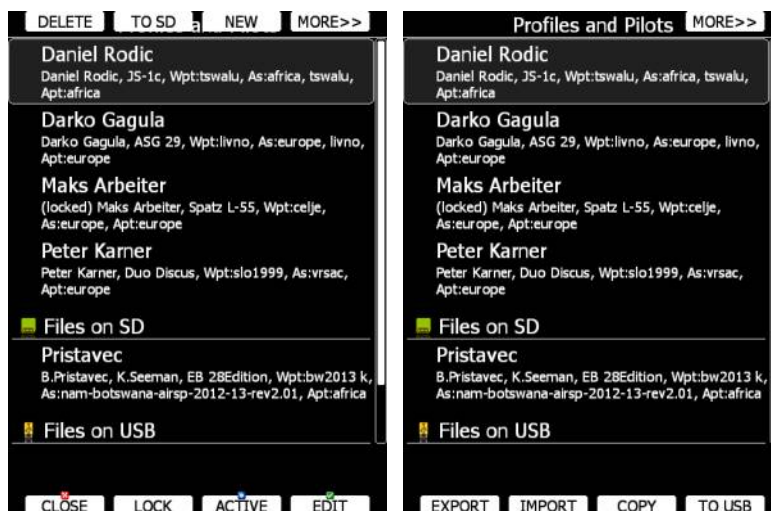 DELETE TO SD NEW MORE>>
Profiles and Pilots
Daniel Rodic
Daniel Rodic, JS-1c, Wpt:tswalu, As:africa, tswalu,
Apt:africa
Darko Gagula
Darko Gagula, ASG 29, Wpt:livno, As:europe, livno,
Apt:europe
Maks Arbeiter
(locked) Maks Arbeiter, Spatz L-55, Wpt:celje,
As:europe, Apt:europe
Peter Karner
Peter Karner, Duo Discus, Wpt:slo1999, As:vrsac,
Apt:europe
Files on SD
Pristavec
B.Pristavec, K.Seeman, EB 28Edition, Wpt:bw2013 k,
As:nam-botswana-airsp-2012-13-rev2.01, Apt:africa
Files on USB
CLOSE LOCK ACTIVE EDIT
Profiles and Pilots MORE>>
Daniel Rodic
Daniel Rodic, JS-1c, Wpt:tswalu, As:africa, tswalu,
Apt:africa
Darko Gagula
Darko Gagula, ASG 29, Wpt:livno, As:europe, livno,
Apt:europe
Maks Arbeiter
(locked) Maks Arbeiter, Spatz L-55, Wpt:celje,
As:europe, Apt:europe
Peter Karner
Peter Karner, Duo Discus, Wpt:slo1999, As:vrsac,
Apt:europe
Files on SD
Pristavec
B.Pristavec, K.Seeman, EB 28Edition, Wpt:bw2013 k,
As:nam-botswana-airsp-2012-13-rev2.01, Apt:africa
Files on USB
EXPORT IMPORT COPY TO USB